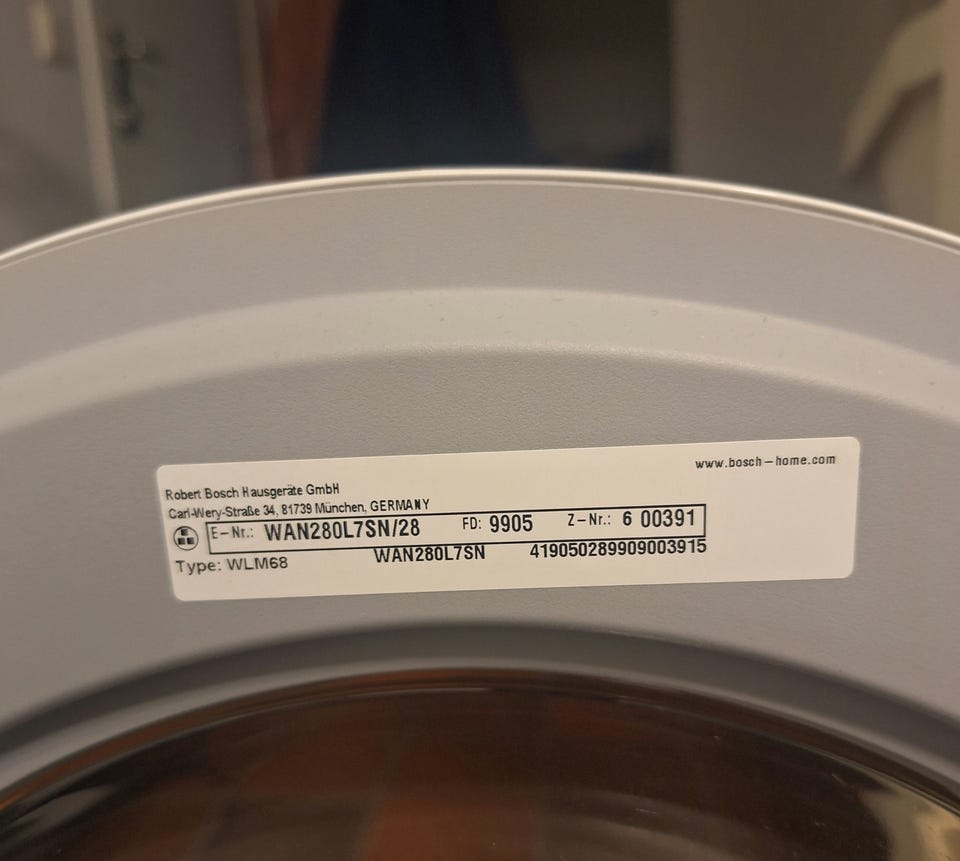 www.bosch-home.com
Robert Bosch Hausgeräte GmbH
Carl-Wery-Straße 34, 81739 München, GERMANY
E-Nr.: WAN280L7SN/28 FD: 9905 Z-Nr.: 6 00391
Type: WLM68 WAN280L7SN 419050289909003915